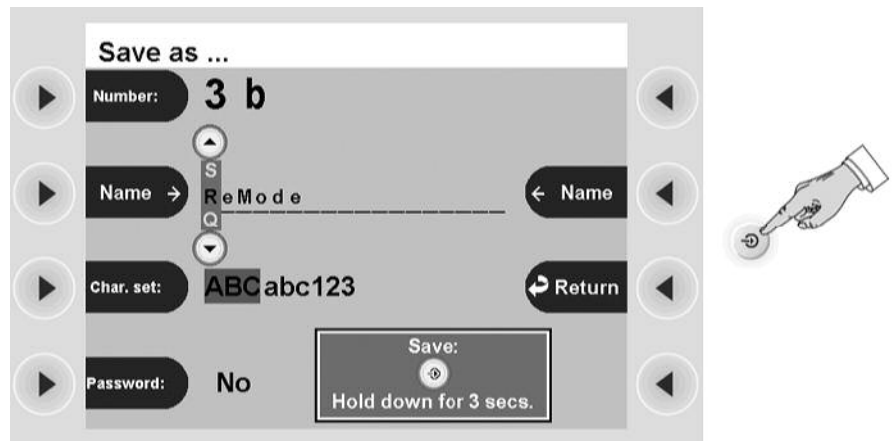 Save as ...
Number: 3 b
S
Name → ReMode ← Name
Q
Char. set: ABCabc123 Return
Password: No
Save:
Hold down for 3 secs.